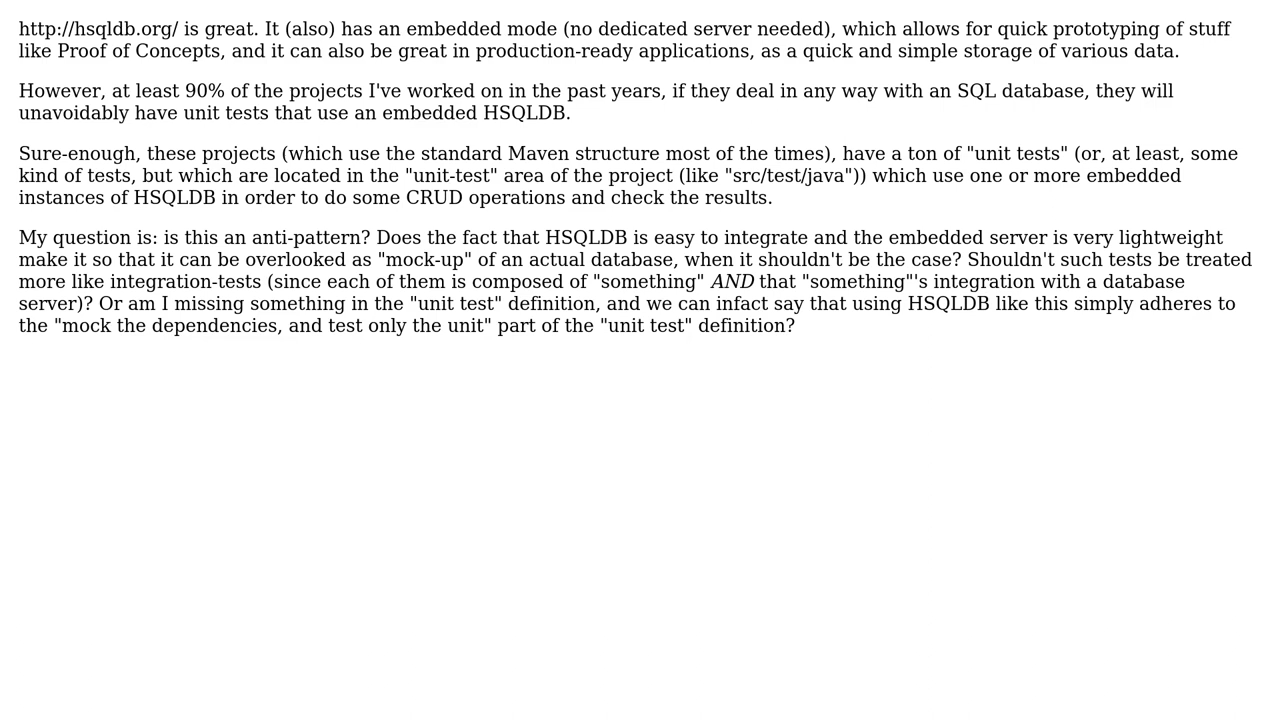 http://hsqldb.org/ is great. It (also) has an embedded mode (no dedicated server needed), which allows for quick prototyping of stuff
like Proof of Concepts, and it can also be great in production-ready applications, as a quick and simple storage of various data.
However, at least 90% of the projects I've worked on in the past years, if they deal in any way with an SQL database, they will
unavoidably have unit tests that use an embedded HSQLDB.
Sure-enough, these projects (which use the standard Maven structure most of the times), have a ton of "unit tests" (or, at least, some
kind of tests, but which are located in the "unit-test" area of the project (like "src/test/java")) which use one or more embedded
instances of HSQLDB in order to do some CRUD operations and check the results.
My question is: is this an anti-pattern? Does the fact that HSQLDB is easy to integrate and the embedded server is very lightweight
make it so that it can be overlooked as "mock-up" of an actual database, when it shouldn't be the case? Shouldn't such tests be treated
more like integration-tests (since each of them is composed of "something" AND that "something"'s integration with a database
server)? Or am I missing something in the "unit test" definition, and we can infact say that using HSQLDB like this simply adheres to
the "mock the dependencies, and test only the unit" part of the "unit test" definition?